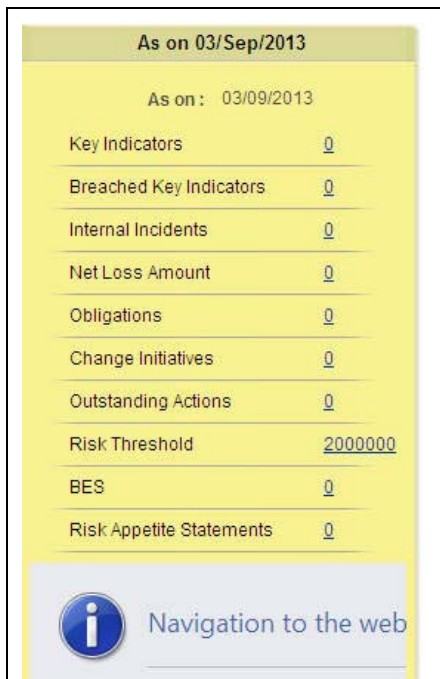 As on 03/Sep/2013
As on : 03/09/2013
Key Indicators 0
Breached Key Indicators 0
Internal Incidents 0
Net Loss Amount 0
Obligations 0
Change Initiatives 0
Outstanding Actions 0
Risk Threshold 2000000
BES 0
Risk Appetite Statements 0
i Navigation to the web